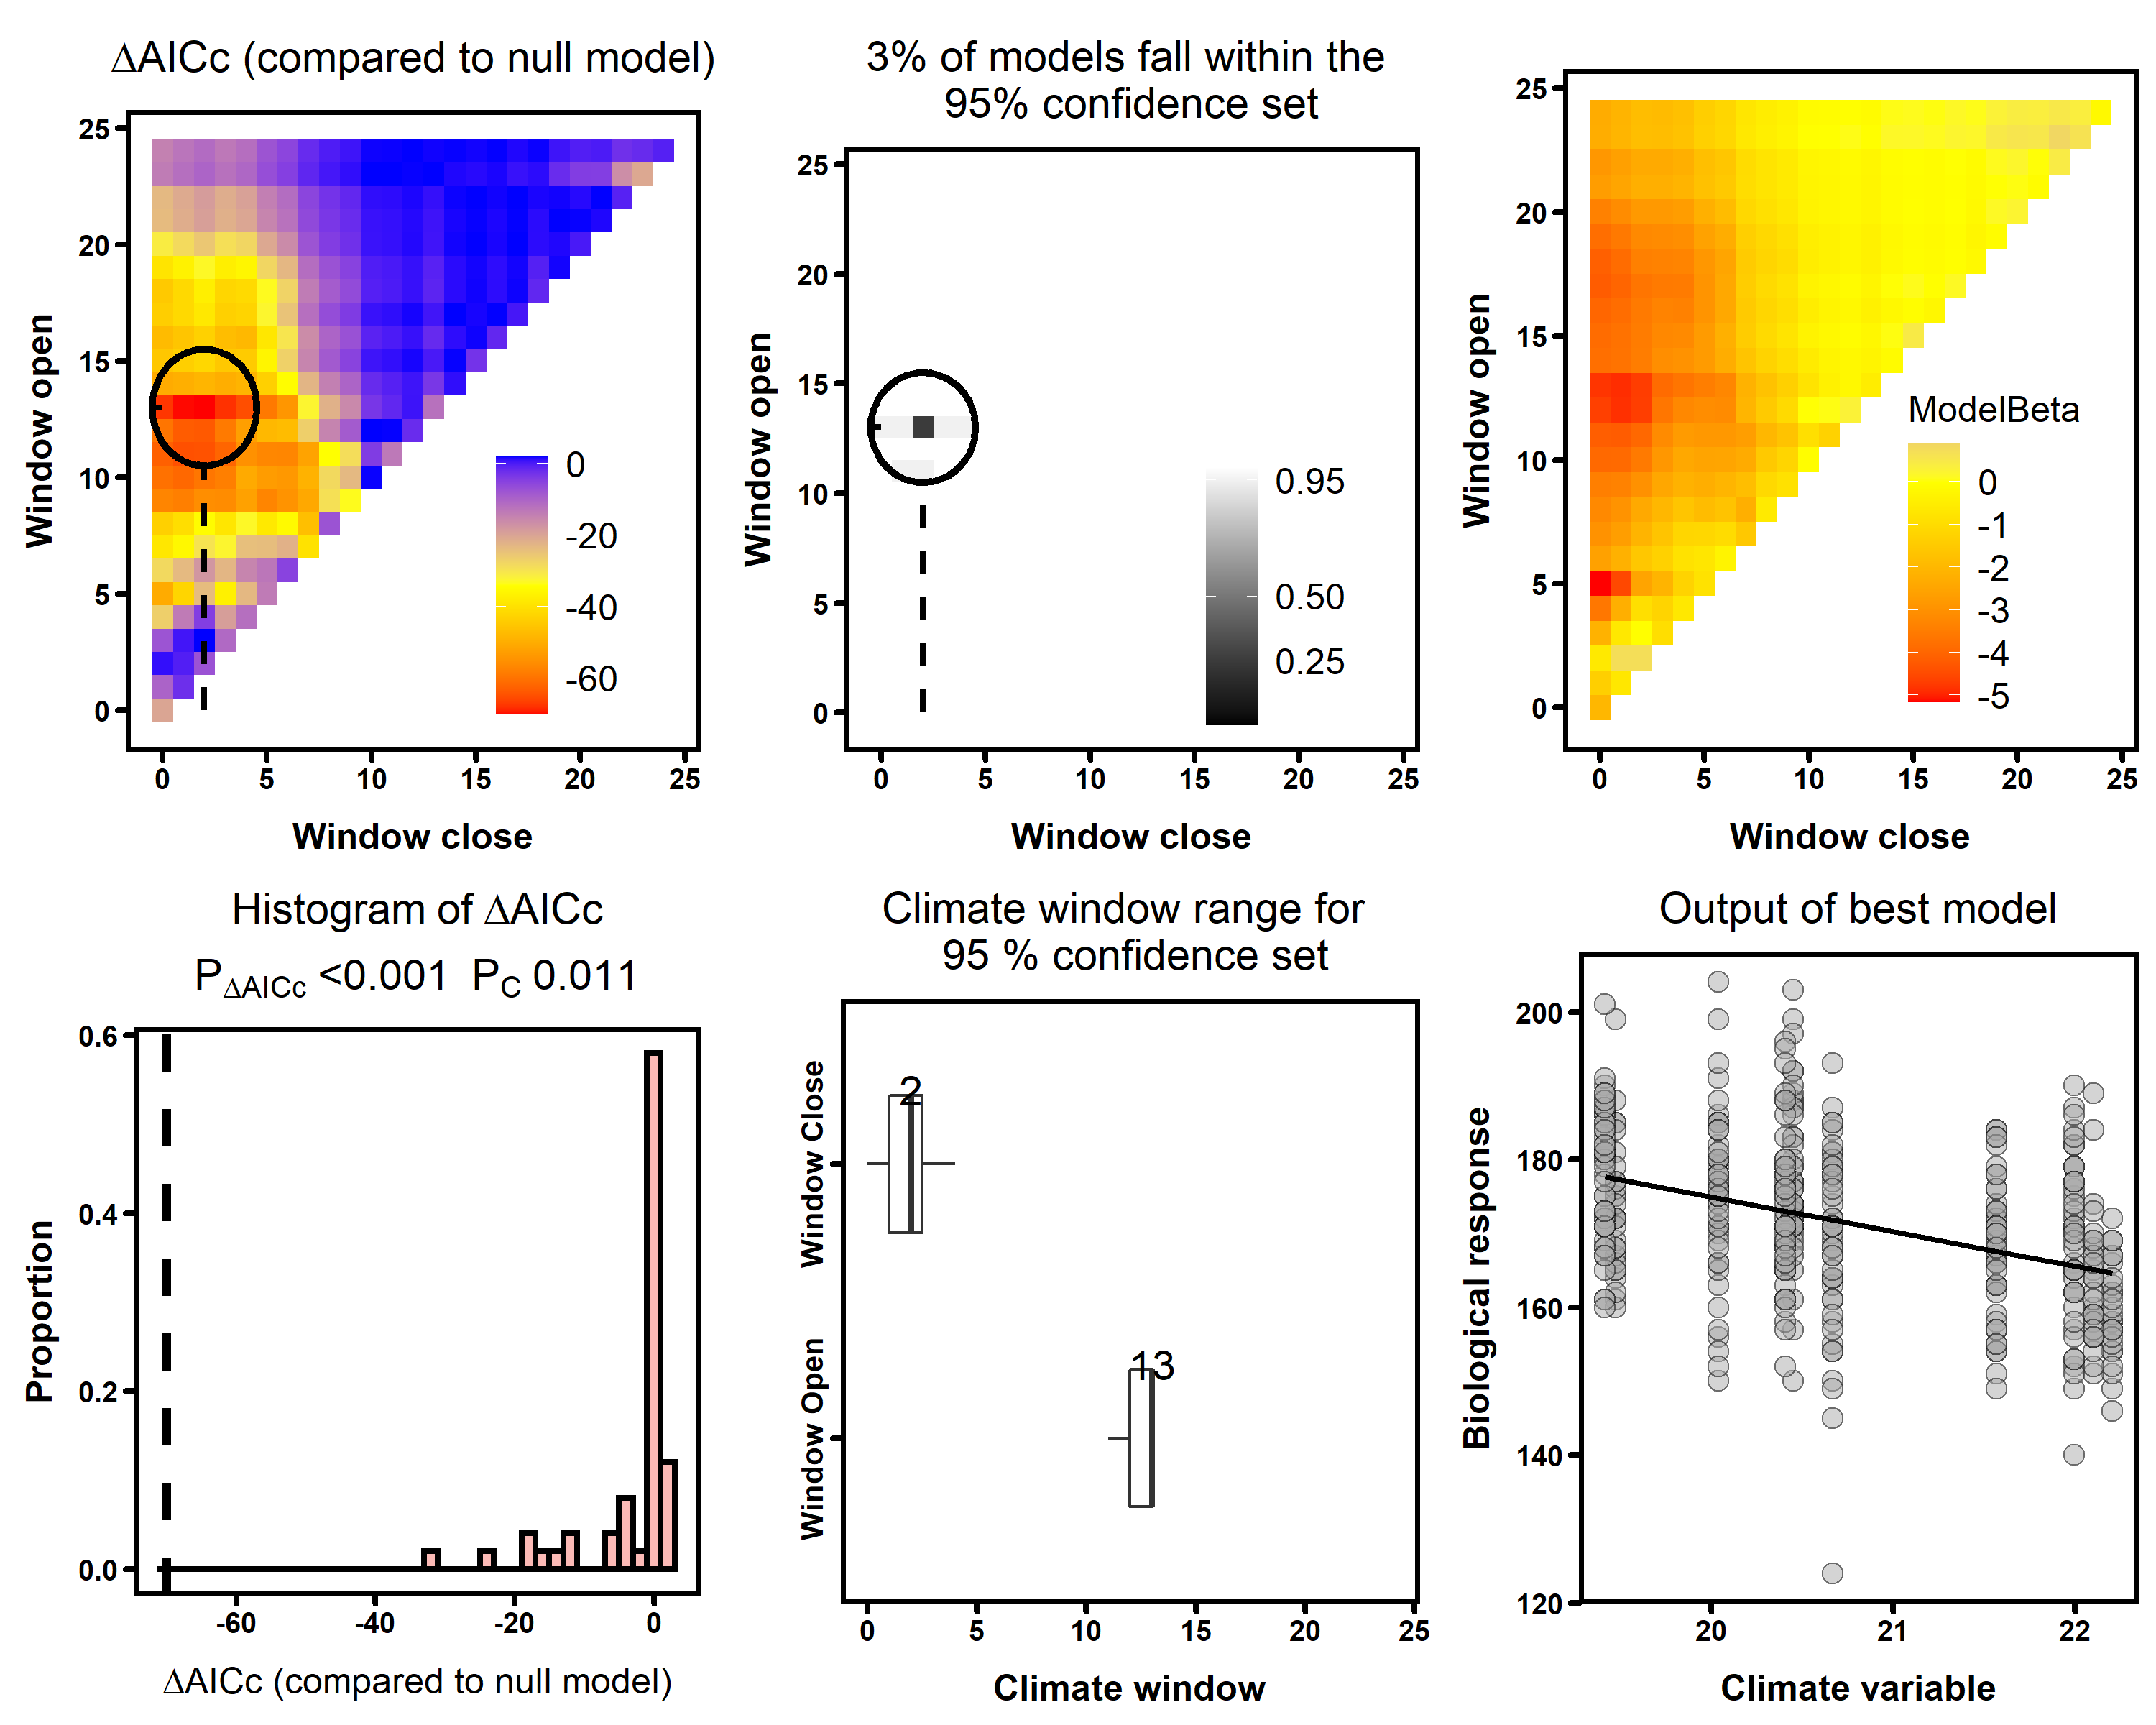 ΔAICc (compared to null model)
25
20
15
10
5
0
Window open
0
-20
-40
-60
0 5 10 15 20 25
Window close
3% of models fall within the
95% confidence set
25
20
15
10
5
0
Window open
0.95
0.50
0.25
0 5 10 15 20 25
Window close
25
20
15
10
5
0
Window open
ModelBeta
0
-1
-2
-3
-4
-5
0 5 10 15 20 25
Window close
Histogram of ΔAICc
PΔAICc <0.001 PC 0.011
0.6
0.4
0.2
0.0
Proportion
-60 -40 -20 0
ΔAICc (compared to null model)
Climate window range for
95 % confidence set
Window Close
2
Window Open
13
0 5 10 15 20 25
Climate window
Output of best model
200
180
160
140
120
Biological response
20 21 22
Climate variable